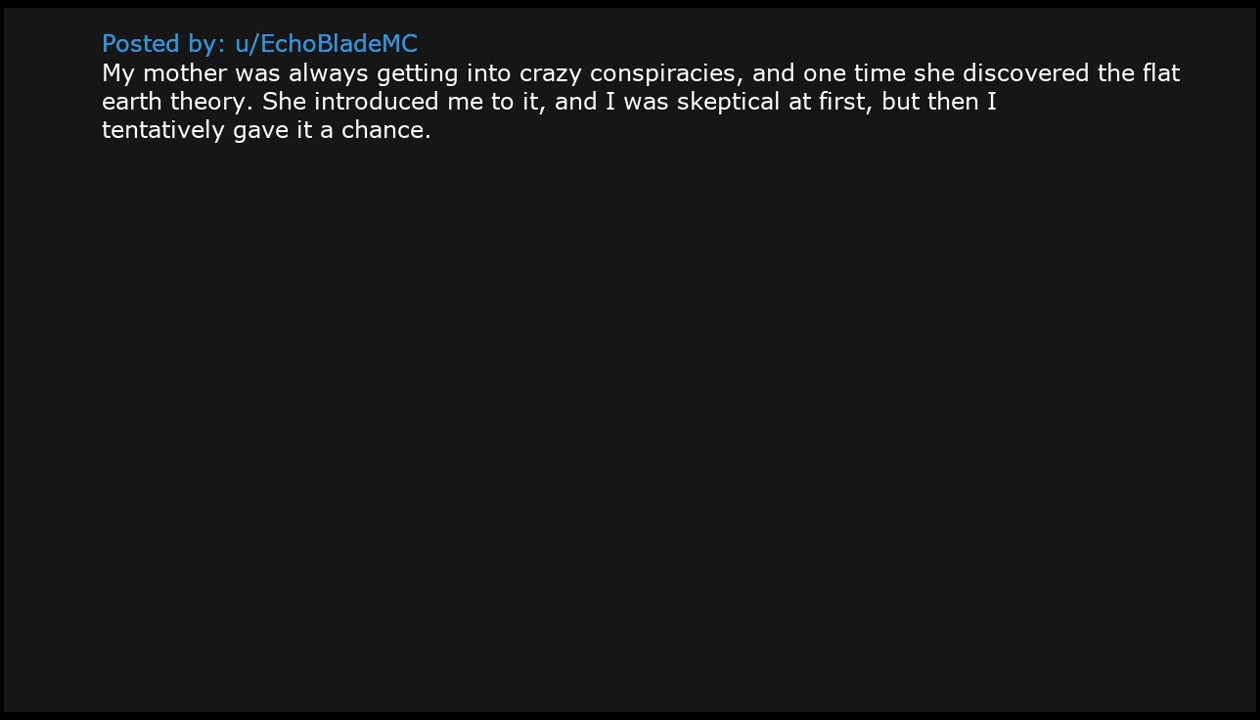 Posted by: u/EchoBladeMC
My mother was always getting into crazy conspiracies, and one time she discovered the flat
earth theory. She introduced me to it, and I was skeptical at first, but then I
tentatively gave it a chance.